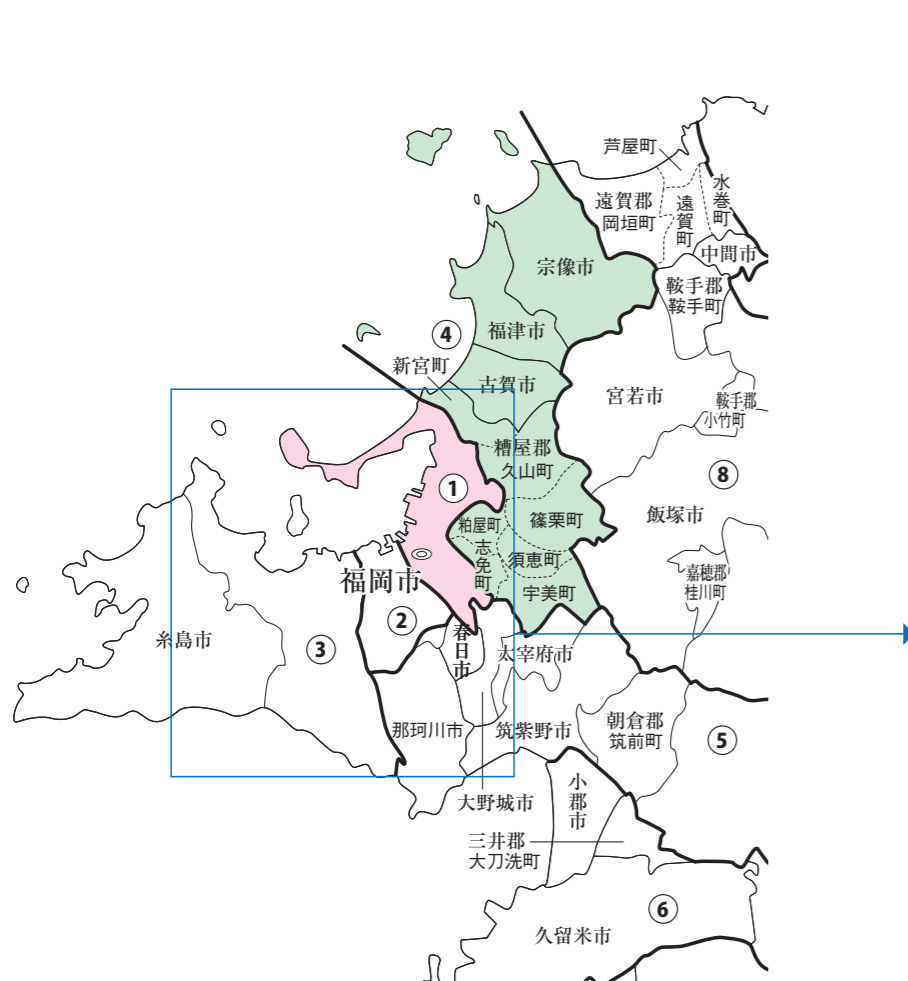 芦屋町
水巻町
遠賀郡
岡垣町
遠賀町
中間市
宗像市
鞍手郡
鞍手町
④
福津市
新宮町
古賀市
宮若市
鞍手郡
小竹町
糟屋郡
久山町
⑧
①
粕屋町
篠栗町
飯塚市
志免町
須恵町
福岡市
嘉穂郡
桂川町
宇美町
②
春日市
糸島市
③
太宰府市
那珂川市
筑紫野市
朝倉郡
筑前町
⑤
大野城市
小郡市
三井郡
大刀洗町
⑥
久留米市